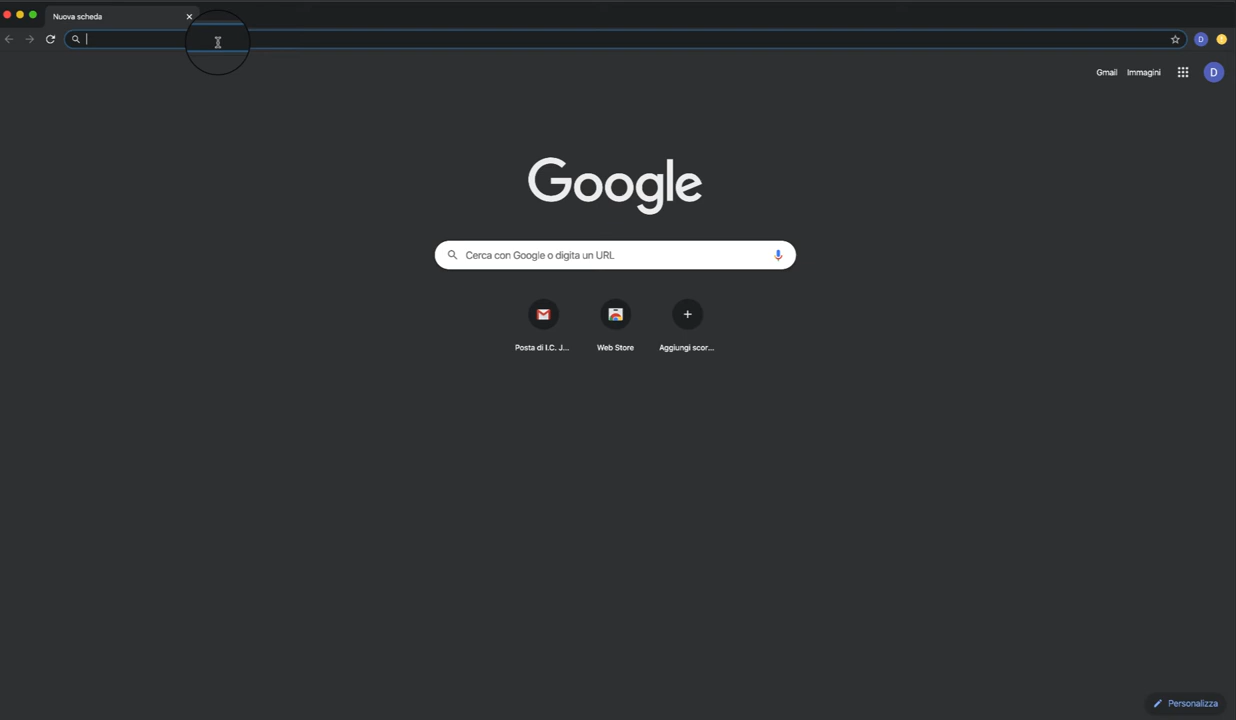 Nuova scheda
D
Gmail Immagini
D
Google
Cerca con Google o digita un URL
Posta di I.C. J... Web Store Aggiungi scor...
Personalizza